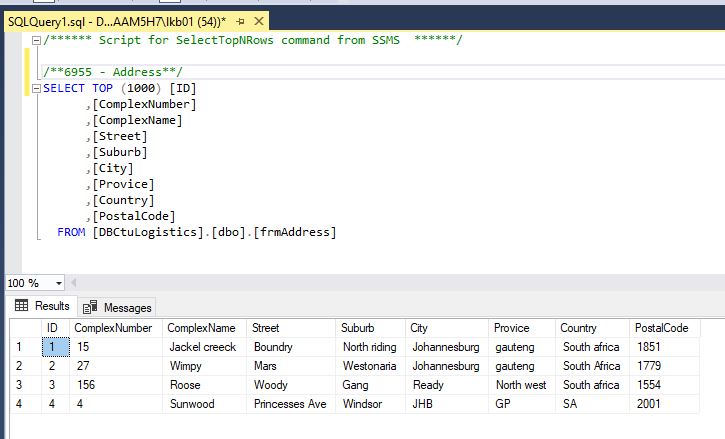 SQLQuery1.sql - D...AAM5H7\lkb01 (54))*
/****** Script for SelectTopNRows command from SSMS  ******/
/**6955 - Address**/
SELECT TOP (1000) [ID]
,[ComplexNumber]
,[ComplexName]
,[Street]
,[Suburb]
,[City]
,[Provice]
,[Country]
,[PostalCode]
FROM [DBCtuLogistics].[dbo].[frmAddress]
100 %
Results Messages
ID ComplexNumber ComplexName Street Suburb City Provice Country PostalCode
1 1 15 Jackel creeck Boundry North riding Johannesburg gauteng South africa 1851
2 2 27 Wimpy Mars Westonaria Johannesburg gauteng South Africa 1779
3 3 156 Roose Woody Gang Ready North west South africa 1554
4 4 4 Sunwood Princesses Ave Windsor JHB GP SA 2001